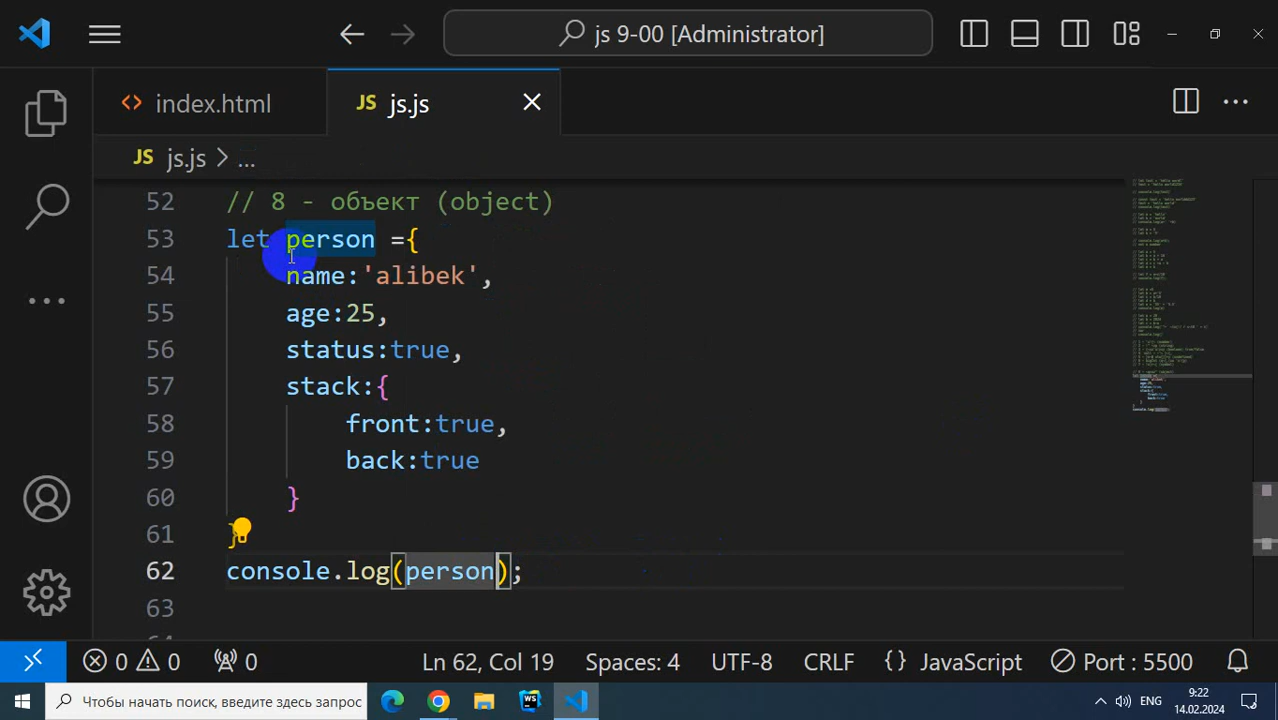 js 9-00 [Administrator]
index.html
JS js.js
JS js.js > ...
52 // 8 - объект (object)
53 let person ={
54 name:'alibek',
55 age:25,
56 status:true,
57 stack:{
58 front:true,
59 back:true
60 }
61 }
62 console.log(person);
63
0 0 0 Ln 62, Col 19 Spaces: 4 UTF-8 CRLF {} JavaScript Port : 5500
Чтобы начать поиск, введите здесь запрос
WS
ENG
9:22
14.02.2024